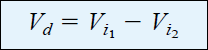 V_d = V_{i_1} - V_{i_2}